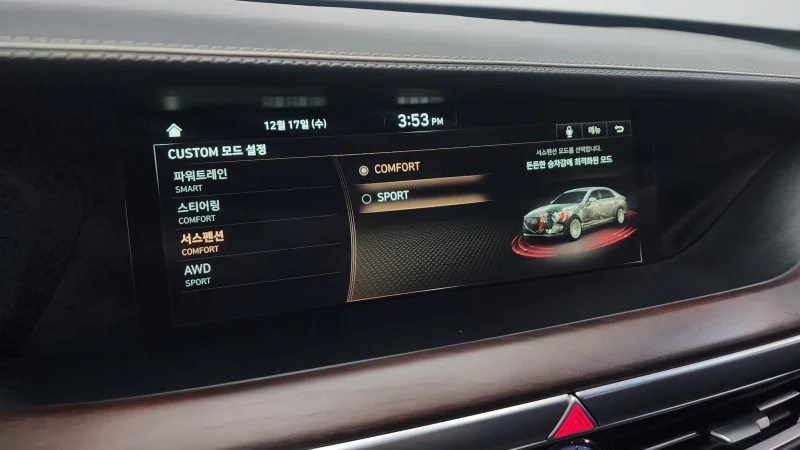 12월 17일 (수)
3:53 PM
메뉴
CUSTOM 모드 설정
파워트레인
SMART
스티어링
COMFORT
서스펜션
COMFORT
AWD
SPORT
COMFORT
SPORT
서스펜션 모드를 선택합니다.
든든한 승차감에 최적화된 모드